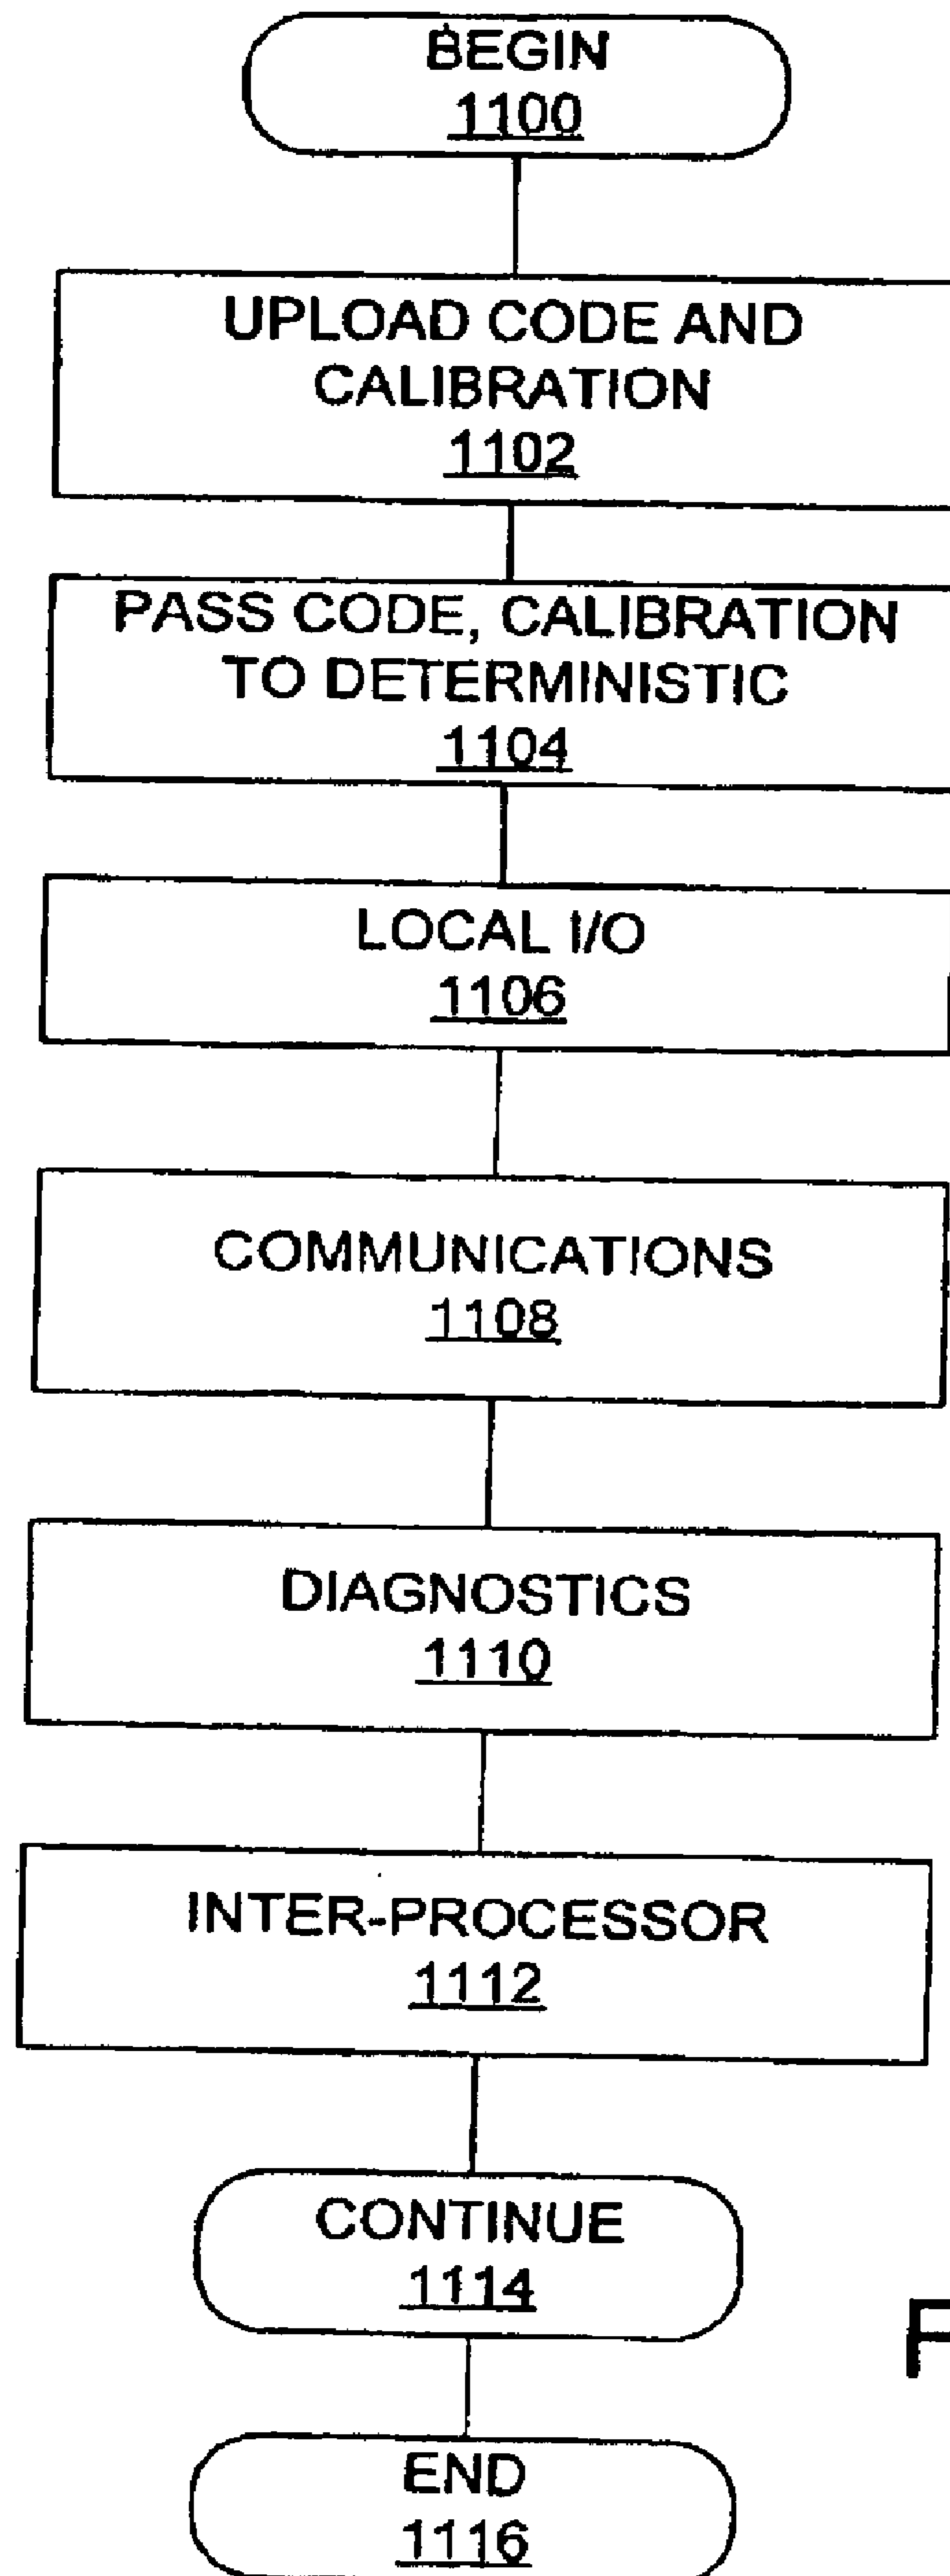 BEGIN
1100
UPLOAD CODE AND
CALIBRATION
1102
PASS CODE, CALIBRATION
TO DETERMINISTIC
1104
LOCAL I/O
1106
COMMUNICATIONS
1108
DIAGNOSTICS
1110
INTER-PROCESSOR
1112
CONTINUE
1114
END
1116